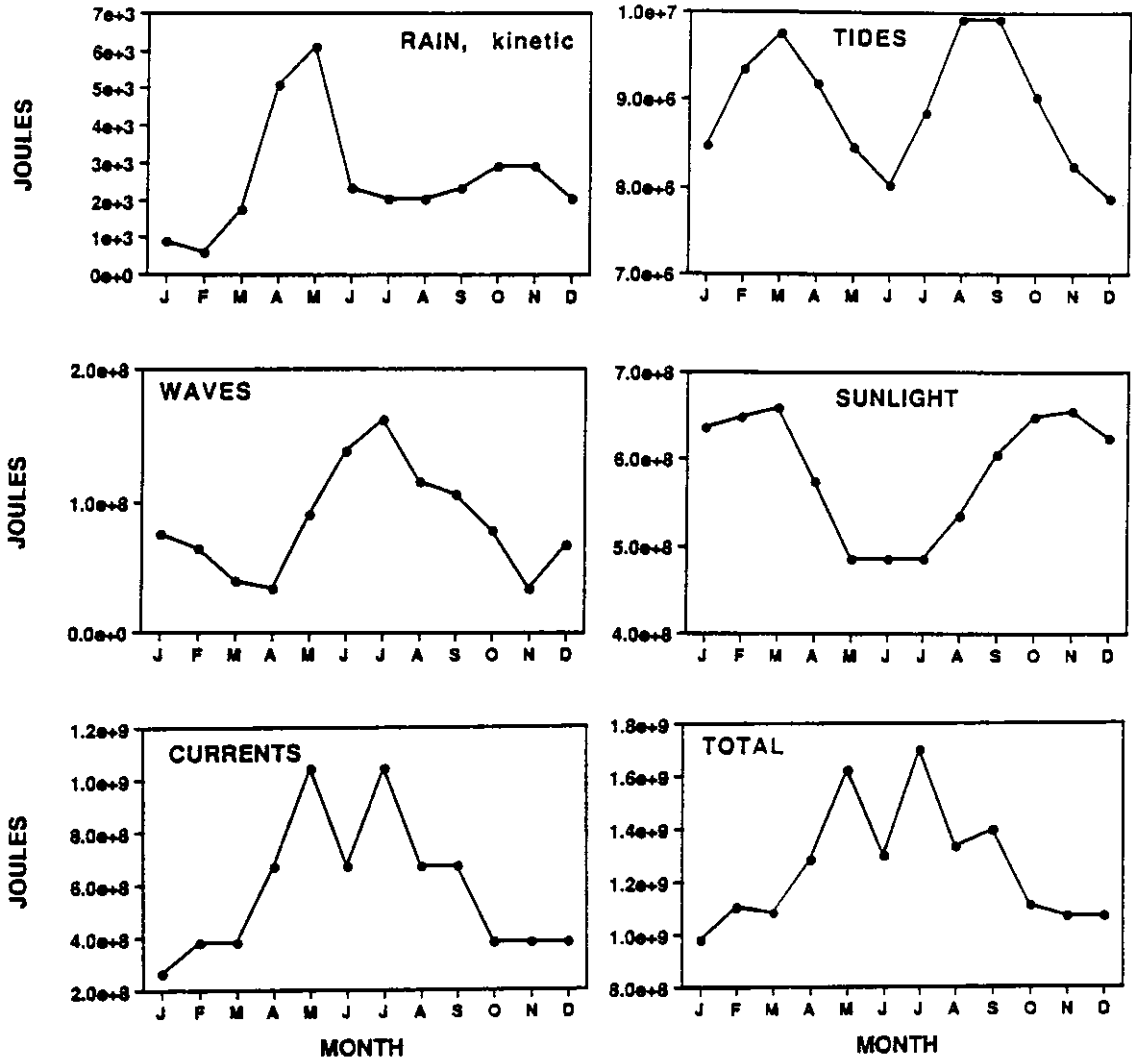 RAIN, kinetic
JOULES
7e+3
6e+3
5e+3
4e+3
3e+3
2e+3
1e+3
0e+0
J F M A M J J A S O N D
TIDES
1.0e+7
9.0e+6
8.0e+6
7.0e+6
J F M A M J J A S O N D
WAVES
JOULES
2.0e+8
1.0e+8
0.0e+0
J F M A M J J A S O N D
SUNLIGHT
7.0e+8
6.0e+8
5.0e+8
4.0e+8
J F M A M J J A S O N D
CURRENTS
JOULES
1.2e+9
1.0e+9
8.0e+8
6.0e+8
4.0e+8
2.0e+8
J F M A M J J A S O N D
MONTH
TOTAL
1.8e+9
1.6e+9
1.4e+9
1.2e+9
1.0e+9
8.0e+8
J F M A M J J A S O N D
MONTH